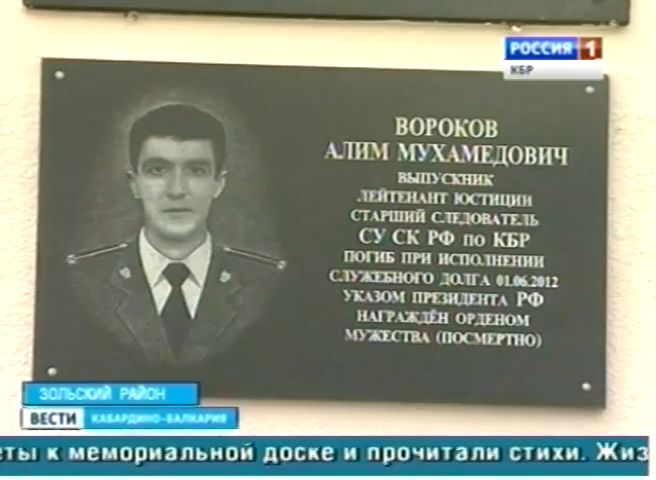 РОССИЯ 1
КБР
ВОРОКОВ
АЛИМ МУХАМЕДОВИЧ
ВЫПУСКНИК
ЛЕЙТЕНАНТ ЮСТИЦИИ
СТАРШИЙ СЛЕДОВАТЕЛЬ
СУ СК РФ ПО КБР
ПОГИБ ПРИ ИСПОЛНЕНИИ
СЛУЖЕБНОГО ДОЛГА 01.06.2012
УКАЗОМ ПРЕЗИДЕНТА РФ
НАГРАЖДЁН ОРДЕНОМ
МУЖЕСТВА (ПОСМЕРТНО)
ЗОЛЬСКИЙ РАЙОН
ВЕСТИ КАБАРДИНО-БАЛКАРИЯ
еты к мемориальной доске и прочитали стихи. Жиз